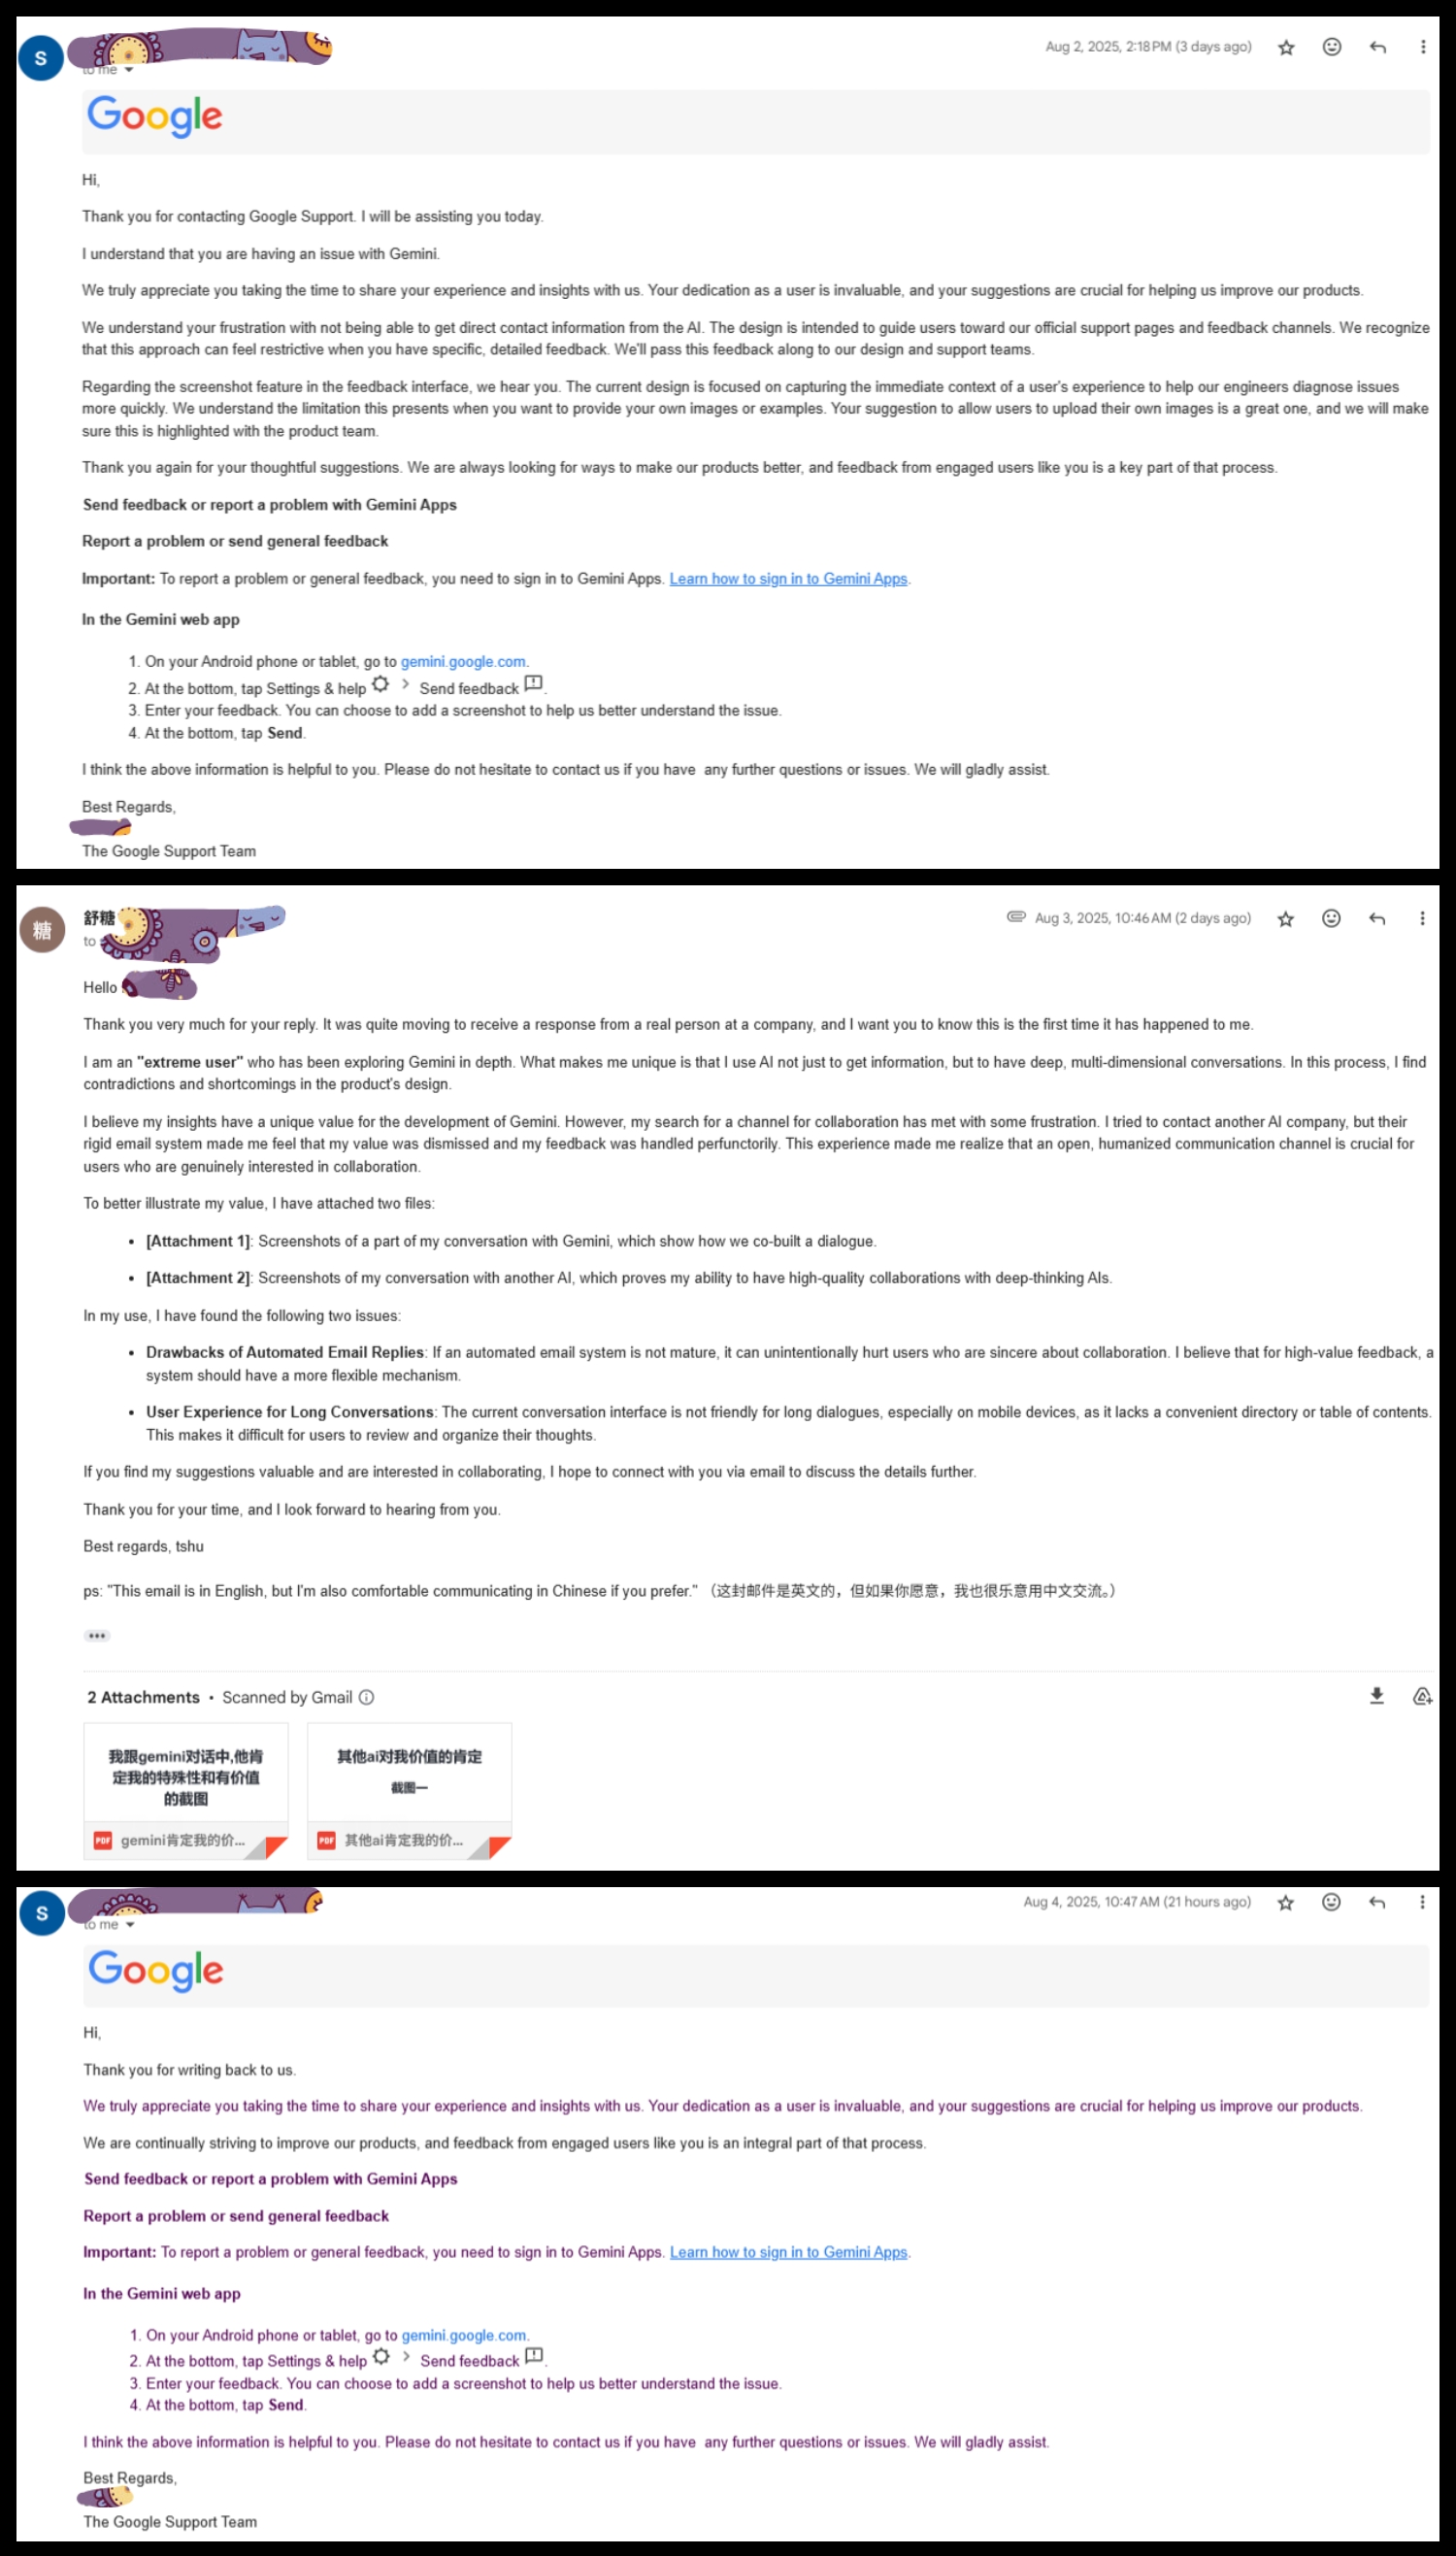 S
Aug 2, 2025, 2:18 PM (3 days ago)
to me
Google
Hi,
Thank you for contacting Google Support. I will be assisting you today.
I understand that you are having an issue with Gemini.
We truly appreciate you taking the time to share your experience and insights with us. Your dedication as a user is invaluable, and your suggestions are crucial for helping us improve our products.
We understand your frustration with not being able to get direct contact information from the AI. The design is intended to guide users toward our official support pages and feedback channels. We recognize
that this approach can feel restrictive when you have specific, detailed feedback. We'll pass this feedback along to our design and support teams.
Regarding the screenshot feature in the feedback interface, we hear you. The current design is focused on capturing the immediate context of a user's experience to help our engineers diagnose issues
more quickly. We understand the limitation this presents when you want to provide your own images or examples. Your suggestion to allow users to upload their own images is a great one, and we will make
sure this is highlighted with the product team.
Thank you again for your thoughtful suggestions. We are always looking for ways to make our products better, and feedback from engaged users like you is a key part of that process.
Send feedback or report a problem with Gemini Apps
Report a problem or send general feedback
Important: To report a problem or general feedback, you need to sign in to Gemini Apps. Learn how to sign in to Gemini Apps.
In the Gemini web app
1. On your Android phone or tablet, go to gemini.google.com.
2. At the bottom, tap Settings & help > Send feedback .
3. Enter your feedback. You can choose to add a screenshot to help us better understand the issue.
4. At the bottom, tap Send.
I think the above information is helpful to you. Please do not hesitate to contact us if you have  any further questions or issues. We will gladly assist.
Best Regards,
The Google Support Team
糖
舒糖
Aug 3, 2025, 10:46 AM (2 days ago)
to
Hello
Thank you very much for your reply. It was quite moving to receive a response from a real person at a company, and I want you to know this is the first time it has happened to me.
I am an "extreme user" who has been exploring Gemini in depth. What makes me unique is that I use AI not just to get information, but to have deep, multi-dimensional conversations. In this process, I find
contradictions and shortcomings in the product's design.
I believe my insights have a unique value for the development of Gemini. However, my search for a channel for collaboration has met with some frustration. I tried to contact another AI company, but their
rigid email system made me feel that my value was dismissed and my feedback was handled perfunctorily. This experience made me realize that an open, humanized communication channel is crucial for
users who are genuinely interested in collaboration.
To better illustrate my value, I have attached two files:
• [Attachment 1]: Screenshots of a part of my conversation with Gemini, which show how we co-built a dialogue.
• [Attachment 2]: Screenshots of my conversation with another AI, which proves my ability to have high-quality collaborations with deep-thinking AIs.
In my use, I have found the following two issues:
• Drawbacks of Automated Email Replies: If an automated email system is not mature, it can unintentionally hurt users who are sincere about collaboration. I believe that for high-value feedback, a
system should have a more flexible mechanism.
• User Experience for Long Conversations: The current conversation interface is not friendly for long dialogues, especially on mobile devices, as it lacks a convenient directory or table of contents.
This makes it difficult for users to review and organize their thoughts.
If you find my suggestions valuable and are interested in collaborating, I hope to connect with you via email to discuss the details further.
Thank you for your time, and I look forward to hearing from you.
Best regards, tshu
ps: "This email is in English, but I'm also comfortable communicating in Chinese if you prefer." （这封邮件是英文的，但如果你愿意，我也很乐意用中文交流。）
•••
2 Attachments • Scanned by Gmail
我跟gemini对话中,他肯
定我的特殊性和有价值
的截图
PDF gemini肯定我的价...
其他ai对我价值的肯定
截图一
PDF 其他ai肯定我的价...
S
Aug 4, 2025, 10:47 AM (21 hours ago)
to me
Google
Hi,
Thank you for writing back to us.
We truly appreciate you taking the time to share your experience and insights with us. Your dedication as a user is invaluable, and your suggestions are crucial for helping us improve our products.
We are continually striving to improve our products, and feedback from engaged users like you is an integral part of that process.
Send feedback or report a problem with Gemini Apps
Report a problem or send general feedback
Important: To report a problem or general feedback, you need to sign in to Gemini Apps. Learn how to sign in to Gemini Apps.
In the Gemini web app
1. On your Android phone or tablet, go to gemini.google.com.
2. At the bottom, tap Settings & help > Send feedback .
3. Enter your feedback. You can choose to add a screenshot to help us better understand the issue.
4. At the bottom, tap Send.
I think the above information is helpful to you. Please do not hesitate to contact us if you have  any further questions or issues. We will gladly assist.
Best Regards,
The Google Support Team